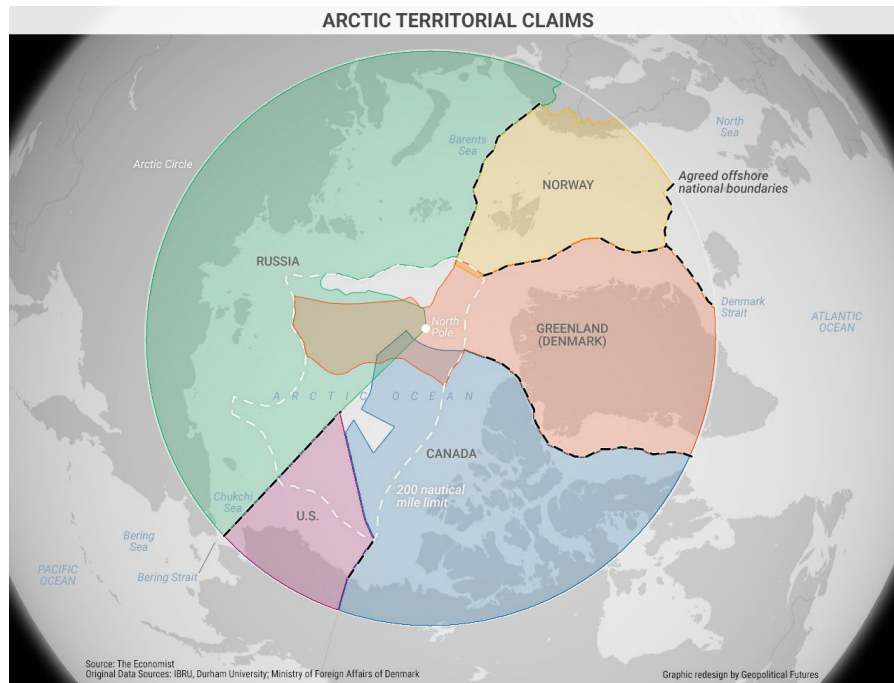 ARCTIC TERRITORIAL CLAIMS
North
Sea
Barents
Sea
Arctic Circle
Agreed offshore
national boundaries
NORWAY
RUSSIA
Denmark
Strait
ATLANTIC
OCEAN
North
Pole
GREENLAND
(DENMARK)
ARCTIC OCEAN
CANADA
200 nautical
mile limit
Chukchi
Sea
U.S.
Bering
Sea
PACIFIC
OCEAN
Bering Strait
Source: The Economist
Original Data Sources: IBRU, Durham University; Ministry of Foreign Affairs of Denmark
Graphic redesign by Geopolitical Futures